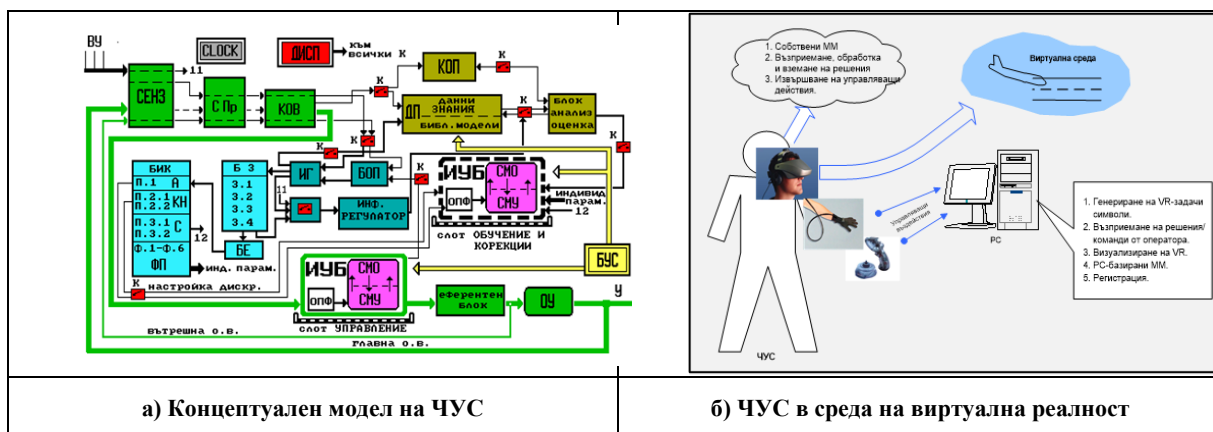 ВУ
CLOCK
ДИСП
към
всички
К
КОП
11
СЕНЗ
С Пр
КОВ
К
ДП
ДАННИ
ЗНАНИЯ
БИБЛ.МОДЕЛИ
БЛОК
АНАЛИЗ
ОЦЕНКА
К
К
К
К
БИК
П.1 А
П.2.1
П.2.2 КН
П.3.1
П.3.2 С
Ф.1-Ф.6
ФП
12
Б З
3.1
3.2
3.3
3.4
БЕ
11
ИГ
БОП
К
ИНФ.
РЕГУЛАТОР
ИУБ
ОПФ
СМО
СМУ
индивид
парам.
12
слот ОБУЧЕНИЕ И
КОРЕКЦИИ
инд. парам.
К
настройка дискр.
ИУБ
ОПФ
СМО
СМУ
слот УПРАВЛЕНИЕ
БУС
еФЕРЕНТЕН
БЛОК
ОУ
У
вътрешна о.в.
главна о.в.
1. Собствени ММ
2. Възприемане, обработка
и вземане на решения
3. Извършване на управляващи
действия.
Виртуална среда
Управляващи
въздействия
PC
1. Генериране на VR-задачи
символи.
2. Възприемане на решения/
команди от оператора.
3. Визуализиране на VR.
4. PC-базирани ММ.
5. Регистрация.
ЧУС
а) Концептуален модел на ЧУС
б) ЧУС в среда на виртуална реалност